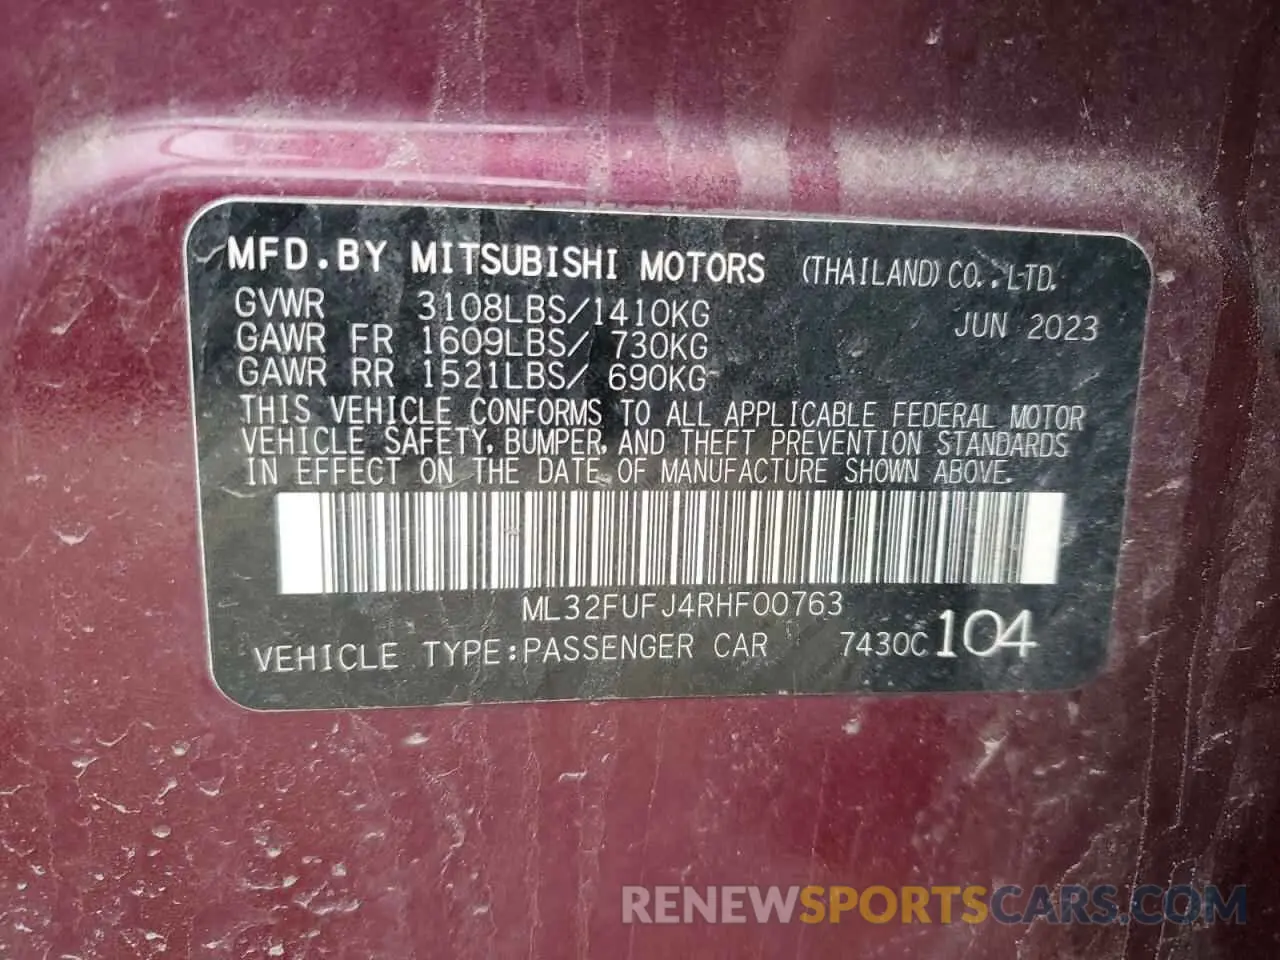 MFD.BY MITSUBISHI MOTORS (THAILAND) CO.,LTD.
GVWR 3108LBS/1410KG JUN 2023
GAWR FR 1609LBS/ 730KG
GAWR RR 1521LBS/ 690KG
THIS VEHICLE CONFORMS TO ALL APPLICABLE FEDERAL MOTOR
VEHICLE SAFETY, BUMPER, AND THEFT PREVENTION STANDARDS
IN EFFECT ON THE DATE OF MANUFACTURE SHOWN ABOVE.
ML32FUFJ4RHF00763
VEHICLE TYPE:PASSENGER CAR 7430C 104
RENEWSPORTSCARS.COM